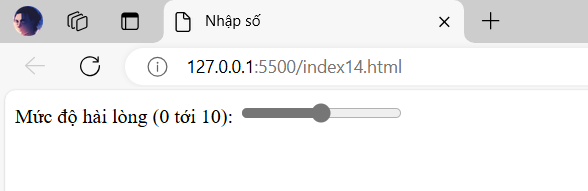 Nhập số
127.0.0.1:5500/index14.html
Mức độ hài lòng (0 tới 10):